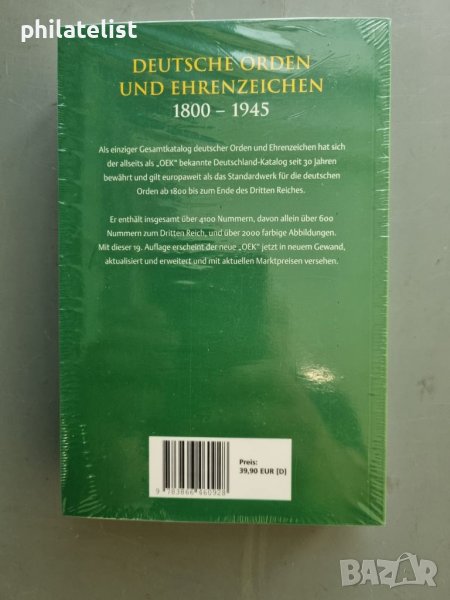 philatelist
DEUTSCHE ORDEN
UND EHRENZEICHEN
1800 – 1945
Als einziger Gesamtkatalog deutscher Orden und Ehrenzeichen hat sich
der allseits als „OEK“ bekannte Deutschland-Katalog seit 30 Jahren
bewährt und gilt europaweit als das Standardwerk für die deutschen
Orden ab 1800 bis zum Ende des Dritten Reiches.
Er enthält insgesamt über 4100 Nummern, davon allein über 600
Nummern zum Dritten Reich, und über 2000 farbige Abbildungen.
Mit dieser 19. Auflage erscheint der neue „OEK“ jetzt in neuem Gewand,
aktualisiert und erweitert und mit aktuellen Marktpreisen versehen.
Preis:
39,90 EUR [D]
9 783866 460928
BAZAR